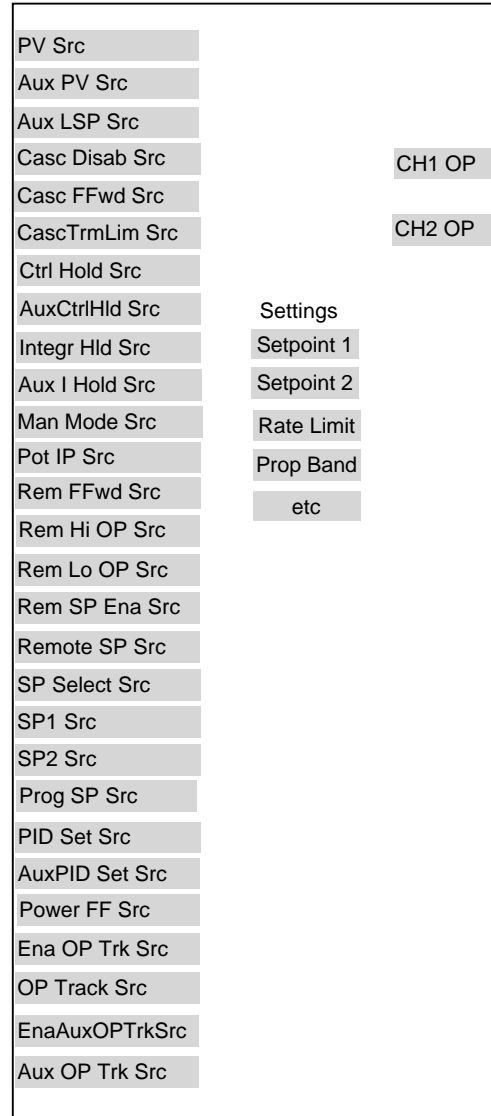 PV Src
Aux PV Src
Aux LSP Src
Casc Disab Src
Casc FFwd Src
CascTrmLim Src
Ctrl Hold Src
AuxCtrlHld Src
Integr Hld Src
Aux I Hold Src
Man Mode Src
Pot IP Src
Rem FFwd Src
Rem Hi OP Src
Rem Lo OP Src
Rem SP Ena Src
Remote SP Src
SP Select Src
SP1 Src
SP2 Src
Prog SP Src
PID Set Src
AuxPID Set Src
Power FF Src
Ena OP Trk Src
OP Track Src
EnaAuxOPTrkSrc
Aux OP Trk Src
Settings
Setpoint 1
Setpoint 2
Rate Limit
Prop Band
etc
CH1 OP
CH2 OP